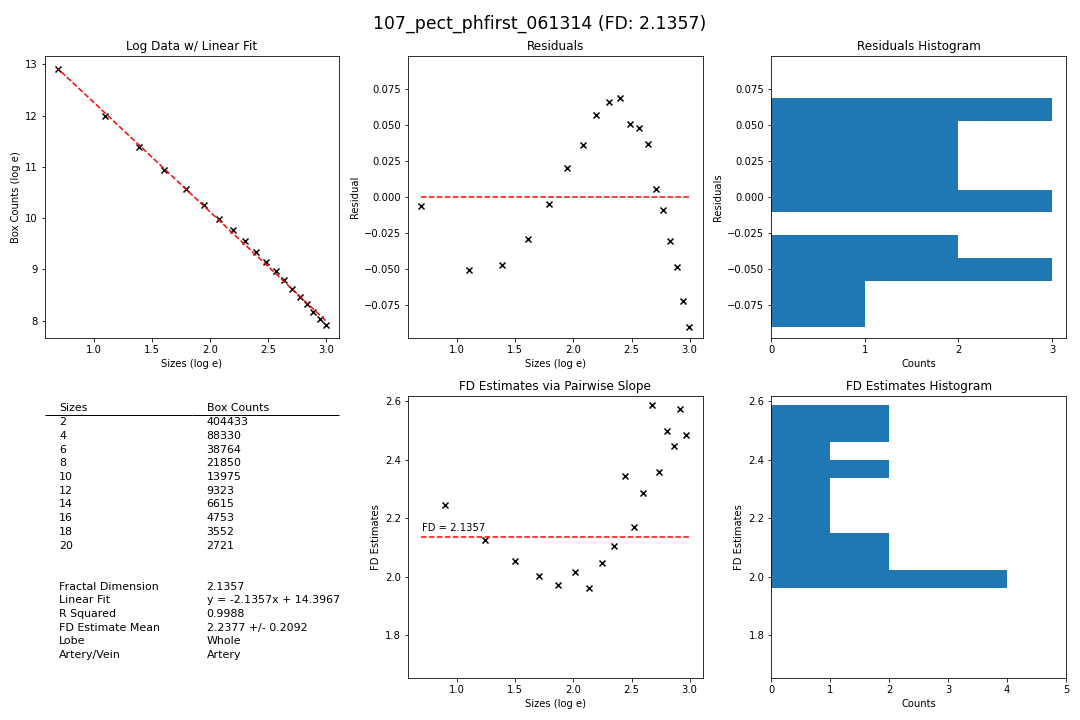 107_pect_phfirst_061314 (FD: 2.1357)
Log Data w/ Linear Fit
Box Counts (log e)
13
12
11
10
9
8
1.0 1.5 2.0 2.5 3.0
Sizes (log e)
Residuals
Residual
0.075
0.050
0.025
0.000
−0.025
−0.050
−0.075
1.0 1.5 2.0 2.5 3.0
Sizes (log e)
Residuals Histogram
Residuals
0.075
0.050
0.025
0.000
−0.025
−0.050
−0.075
0 1 2 3
Counts
Sizes Box Counts
2 404433
4 88330
6 38764
8 21850
10 13975
12 9323
14 6615
16 4753
18 3552
20 2721
Fractal Dimension 2.1357
Linear Fit y = -2.1357x + 14.3967
R Squared 0.9988
FD Estimate Mean 2.2377 +/- 0.2092
Lobe Whole
Artery/Vein Artery
FD Estimates via Pairwise Slope
FD Estimates
2.6
2.4
2.2
2.0
1.8
FD = 2.1357
1.0 1.5 2.0 2.5 3.0
Sizes (log e)
FD Estimates Histogram
FD Estimates
2.6
2.4
2.2
2.0
1.8
0 1 2 3 4 5
Counts